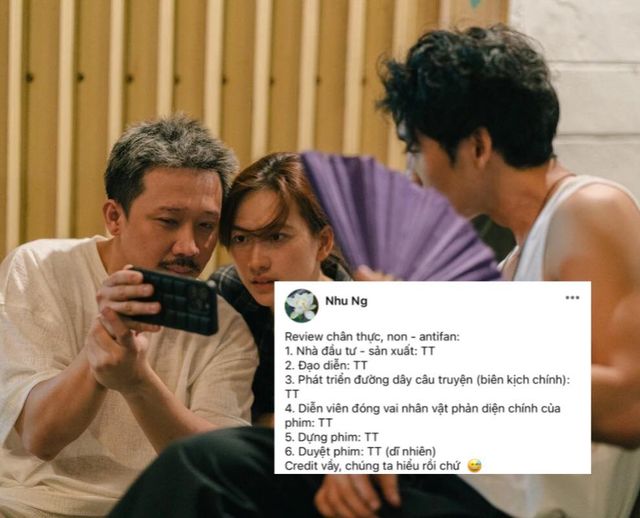 Nhu Ng
Review chân thực, non - antifan:
1. Nhà đầu tư - sản xuất: TT
2. Đạo diễn: TT
3. Phát triển đường dây câu truyện (biên kịch chính):
TT
4. Diễn viên đóng vai nhân vật phản diện chính của
phim: TT
5. Dựng phim: TT
6. Duyệt phim: TT (dĩ nhiên)
Credit vầy, chúng ta hiểu rồi chứ 😅